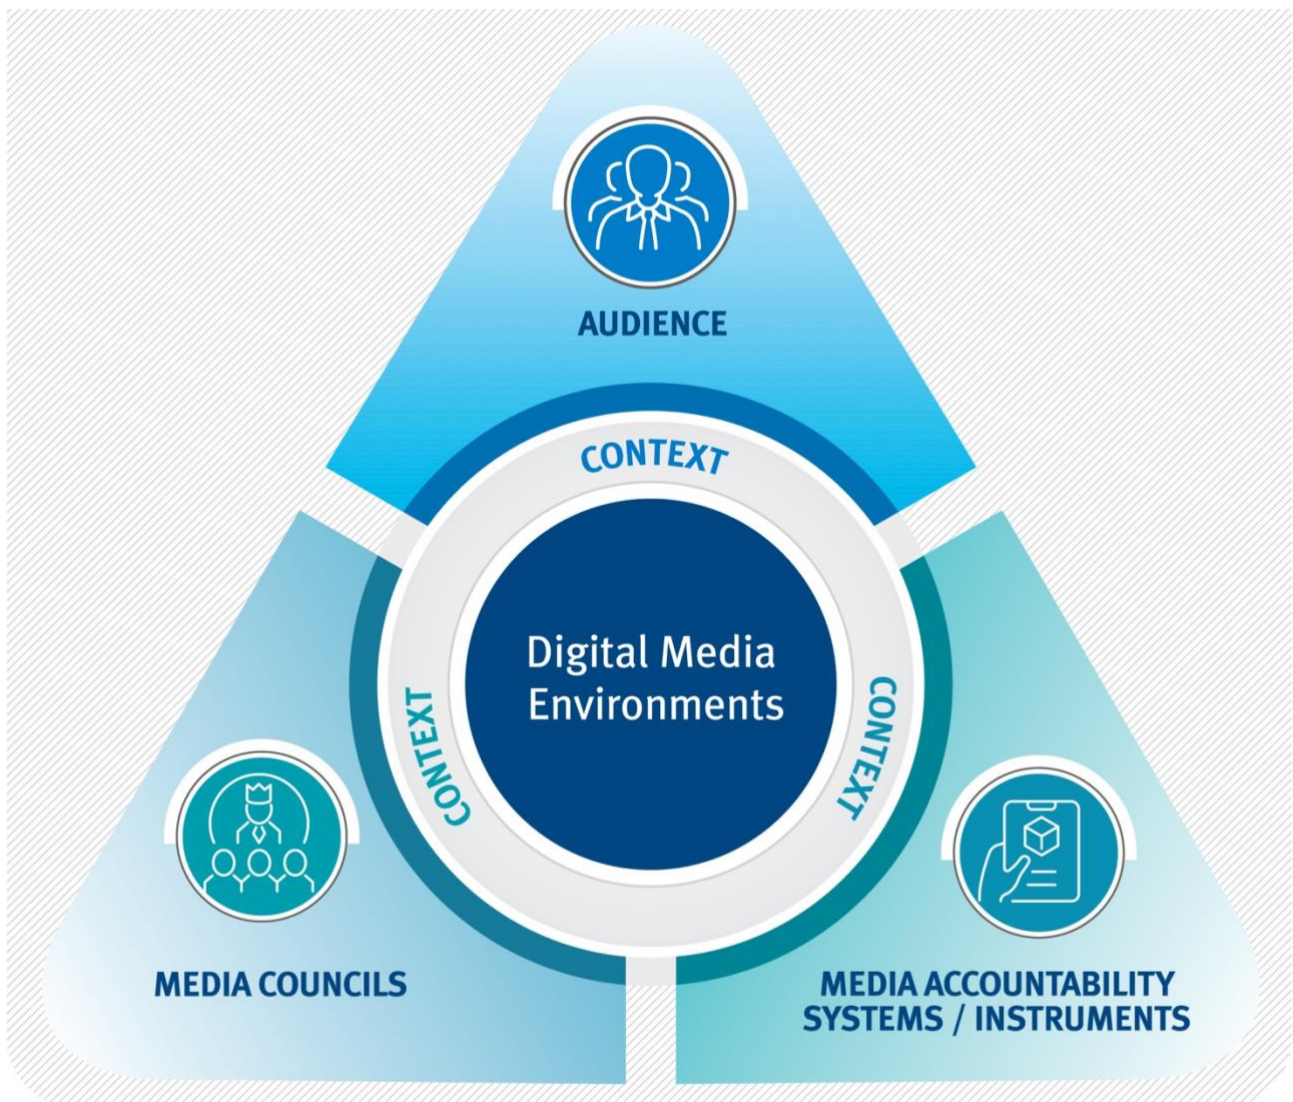 AUDIENCE
CONTEXT
Digital Media
Environments
CONTEXT
CONTEXT
MEDIA COUNCILS
MEDIA ACCOUNTABILITY
SYSTEMS / INSTRUMENTS